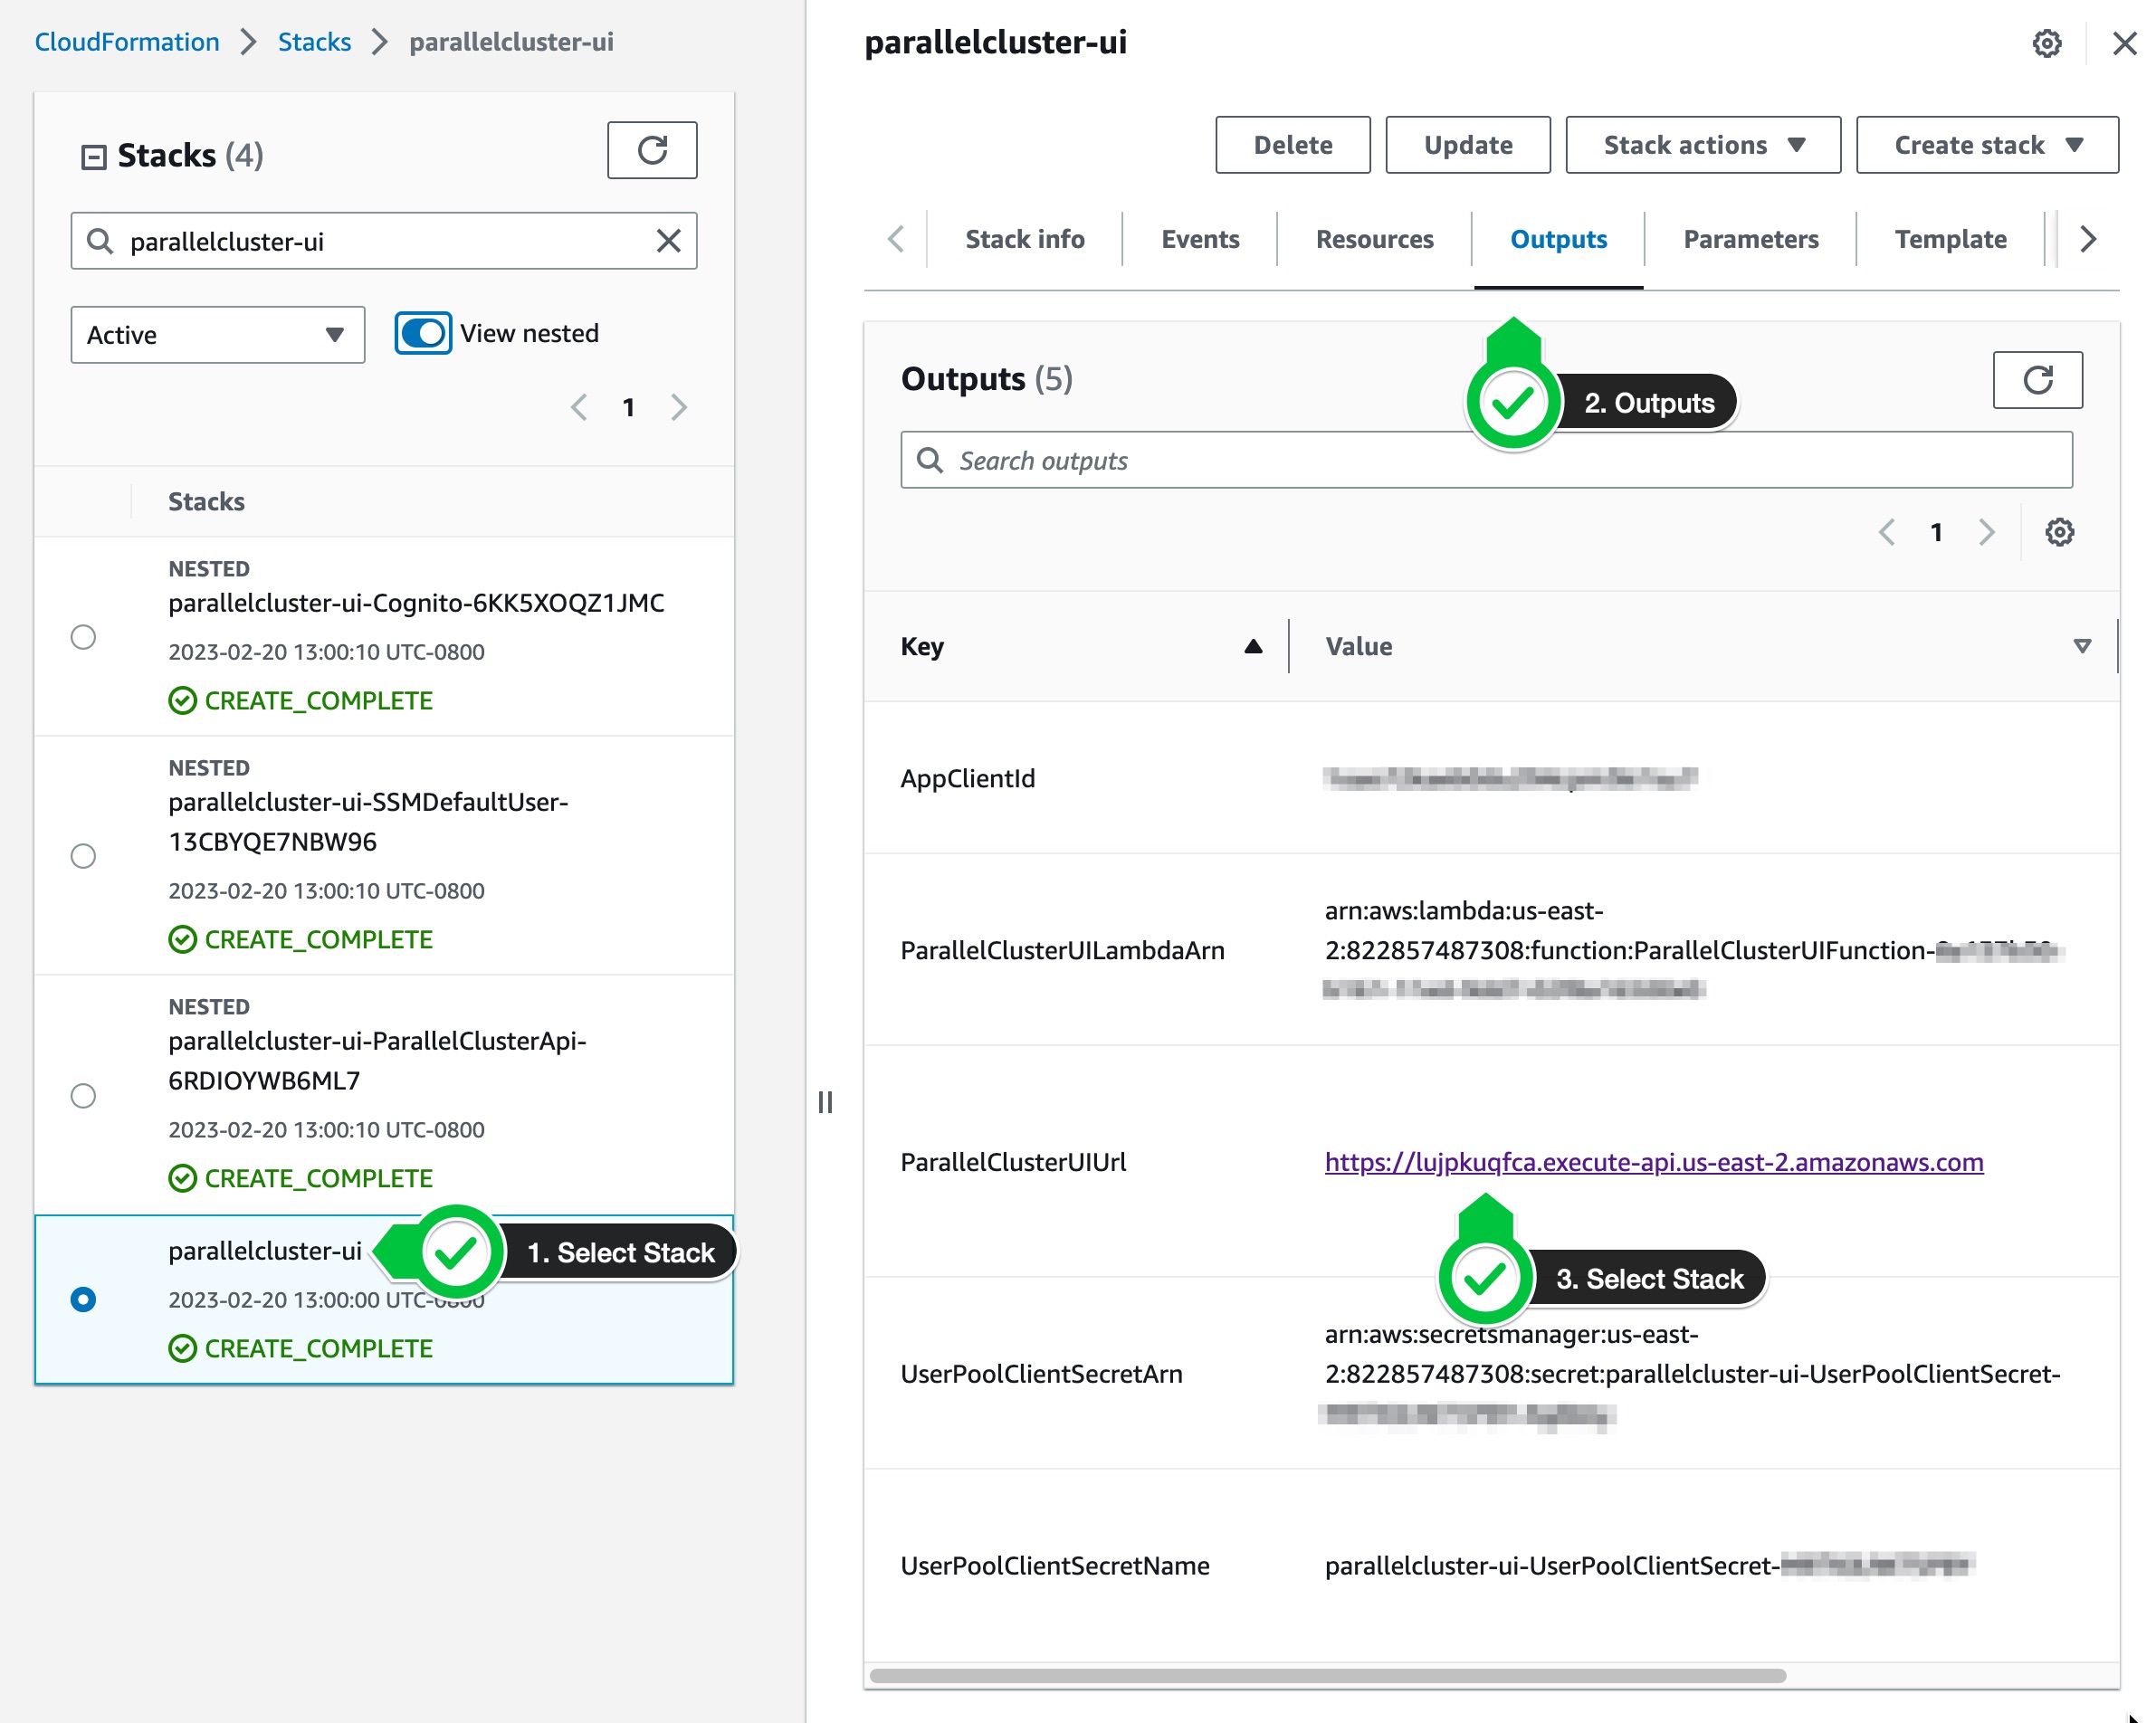 CloudFormation > Stacks > parallelcluster-ui
Stacks (4)
parallelcluster-ui
Active
View nested
1
Stacks
NESTED
parallelcluster-ui-Cognito-6KK5XOQZ1JMC
2023-02-20 13:00:10 UTC-0800
CREATE_COMPLETE
NESTED
parallelcluster-ui-SSMDefaultUser-
13CBYQE7NBW96
2023-02-20 13:00:10 UTC-0800
CREATE_COMPLETE
NESTED
parallelcluster-ui-ParallelClusterApi-
6RDIOYWB6ML7
2023-02-20 13:00:10 UTC-0800
CREATE_COMPLETE
parallelcluster-ui
1. Select Stack
2023-02-20 13:00:00 UTC-0800
CREATE_COMPLETE
parallelcluster-ui
Delete
Update
Stack actions
Create stack
Stack info
Events
Resources
Outputs
Parameters
Template
Outputs (5)
2. Outputs
Search outputs
1
Key
Value
AppClientId
ParallelClusterUILambdaArn
arn:aws:lambda:us-east-
2:822857487308:function:ParallelClusterUIFunction-
ParallelClusterUIUrl
https://lujpkuqfca.execute-api.us-east-2.amazonaws.com
3. Select Stack
UserPoolClientSecretArn
arn:aws:secretsmanager:us-east-
2:822857487308:secret:parallelcluster-ui-UserPoolClientSecret-
UserPoolClientSecretName
parallelcluster-ui-UserPoolClientSecret-